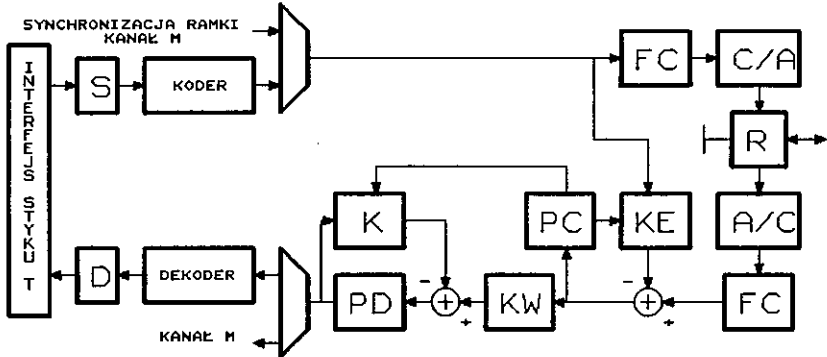 SYNCHRONIZACJA RAMKI
KANAŁ M
INTERFEJS STYKU T
S
KODER
FC
C/A
R
K
PC
KE
A/C
D
DEKODER
PD
-
+
+
KW
-
+
+
FC
KANAŁ M